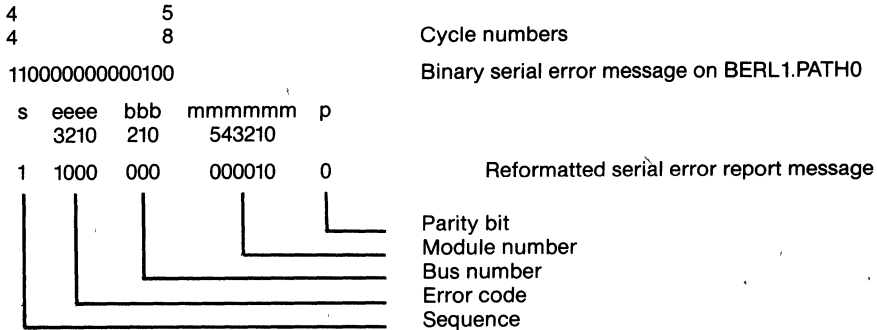 4 5
4 8 Cycle numbers
110000000000100 Binary serial error message on BERL1.PATH0
s eeee bbb mmmmmm p
3210 210 543210
1 1000 000 000010 0 Reformatted serial error report message
Parity bit
Module number
Bus number
Error code
Sequence